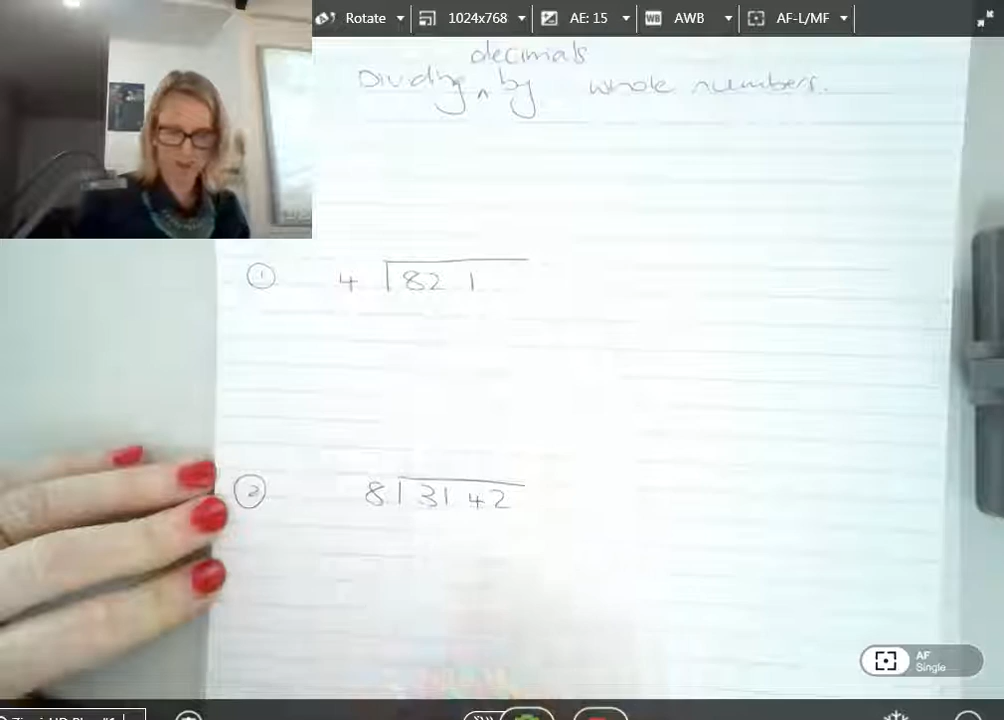 Rotate 1024x768 AE: 15 WB AWB AF-L/MF
decimals
Dividing ^ by whole numbers.
① 4 82 1
② 8 31 42
AF
Single